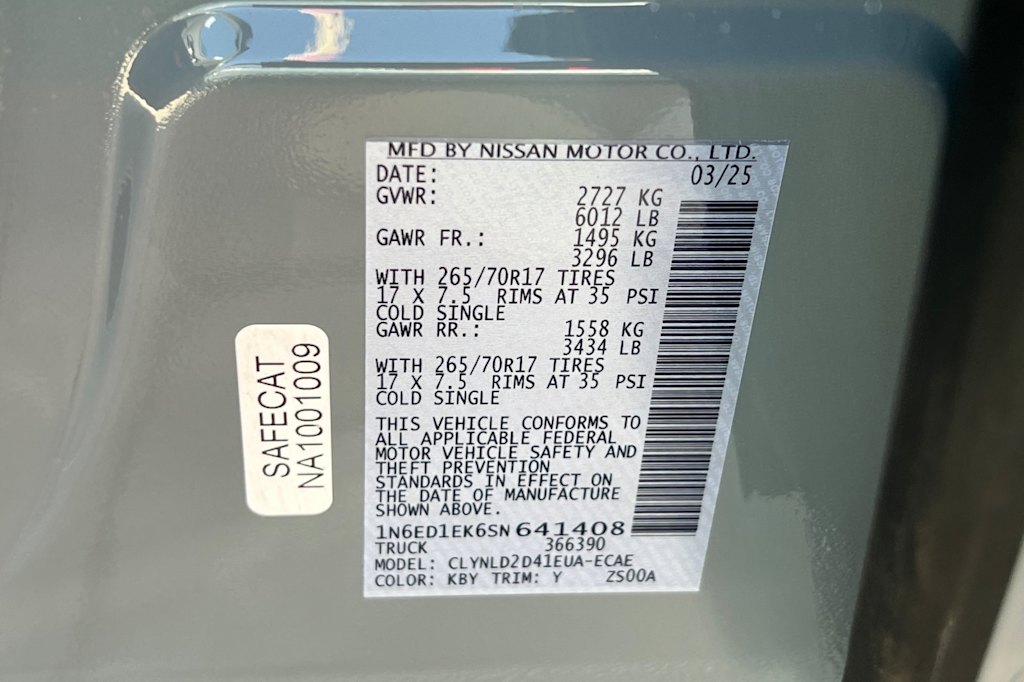 MFD BY NISSAN MOTOR CO., LTD.
DATE: 03/25
GVWR: 2727 KG
6012 LB
GAWR FR.: 1495 KG
3296 LB
WITH 265/70R17 TIRES
17 X 7.5 RIMS AT 35 PSI
COLD SINGLE
GAWR RR.: 1558 KG
3434 LB
WITH 265/70R17 TIRES
17 X 7.5 RIMS AT 35 PSI
COLD SINGLE
THIS VEHICLE CONFORMS TO
ALL APPLICABLE FEDERAL
MOTOR VEHICLE SAFETY AND
THEFT PREVENTION
STANDARDS IN EFFECT ON
THE DATE OF MANUFACTURE
SHOWN ABOVE.
1N6ED1EK6SN641408
TRUCK 366390
MODEL: CLYNLD2D41EUA-ECAE
COLOR: KBY TRIM: Y ZS00A
SAFECAT
NA1001009